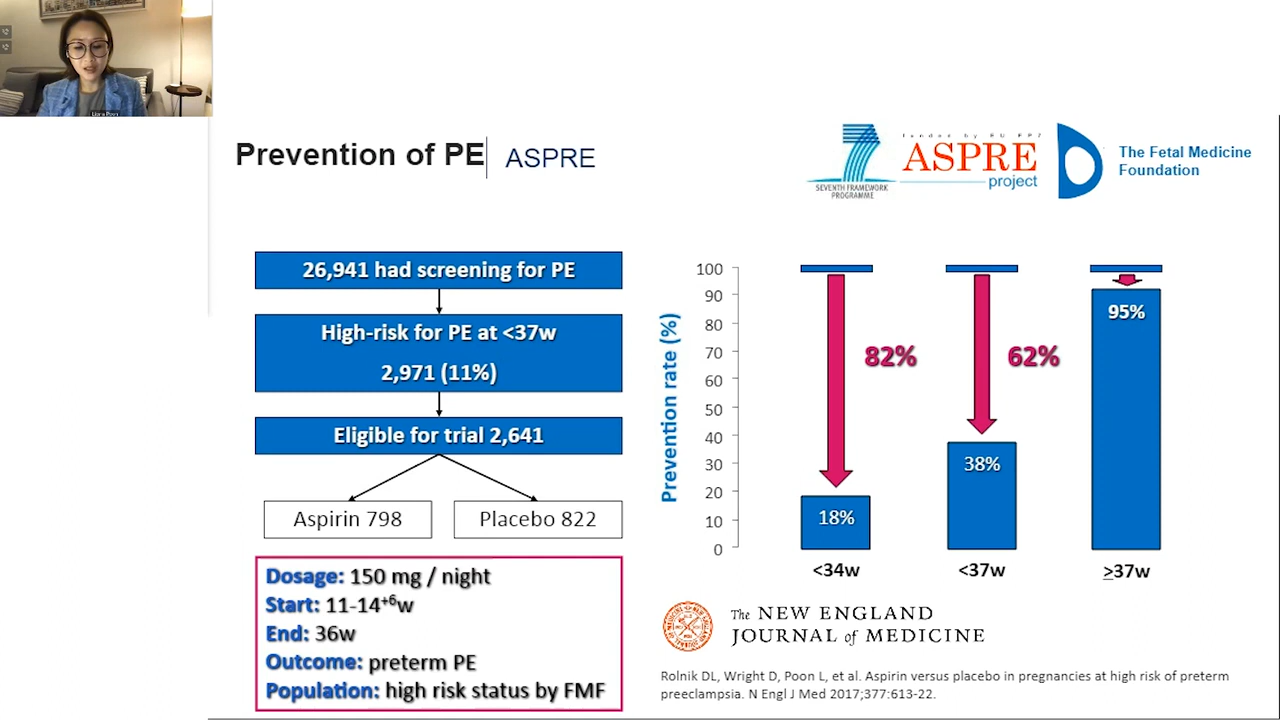 Liona Poon
Prevention of PE
ASPRE
SEVENTH FRAMEWORK
PROGRAMME
funded by EU FP7
ASPRE
project
The Fetal Medicine
Foundation
26,941 had screening for PE
High-risk for PE at <37w
2,971 (11%)
Eligible for trial 2,641
Aspirin 798
Placebo 822
Dosage: 150 mg / night
Start: 11-14+6w
End: 36w
Outcome: preterm PE
Population: high risk status by FMF
Prevention rate (%)
100
90
80
70
60
50
40
30
20
10
0
82%
62%
95%
38%
18%
<34w
<37w
≥37w
The NEW ENGLAND
JOURNAL of MEDICINE
Rolnik DL, Wright D, Poon L, et al. Aspirin versus placebo in pregnancies at high risk of preterm
preeclampsia. N Engl J Med 2017;377:613-22.